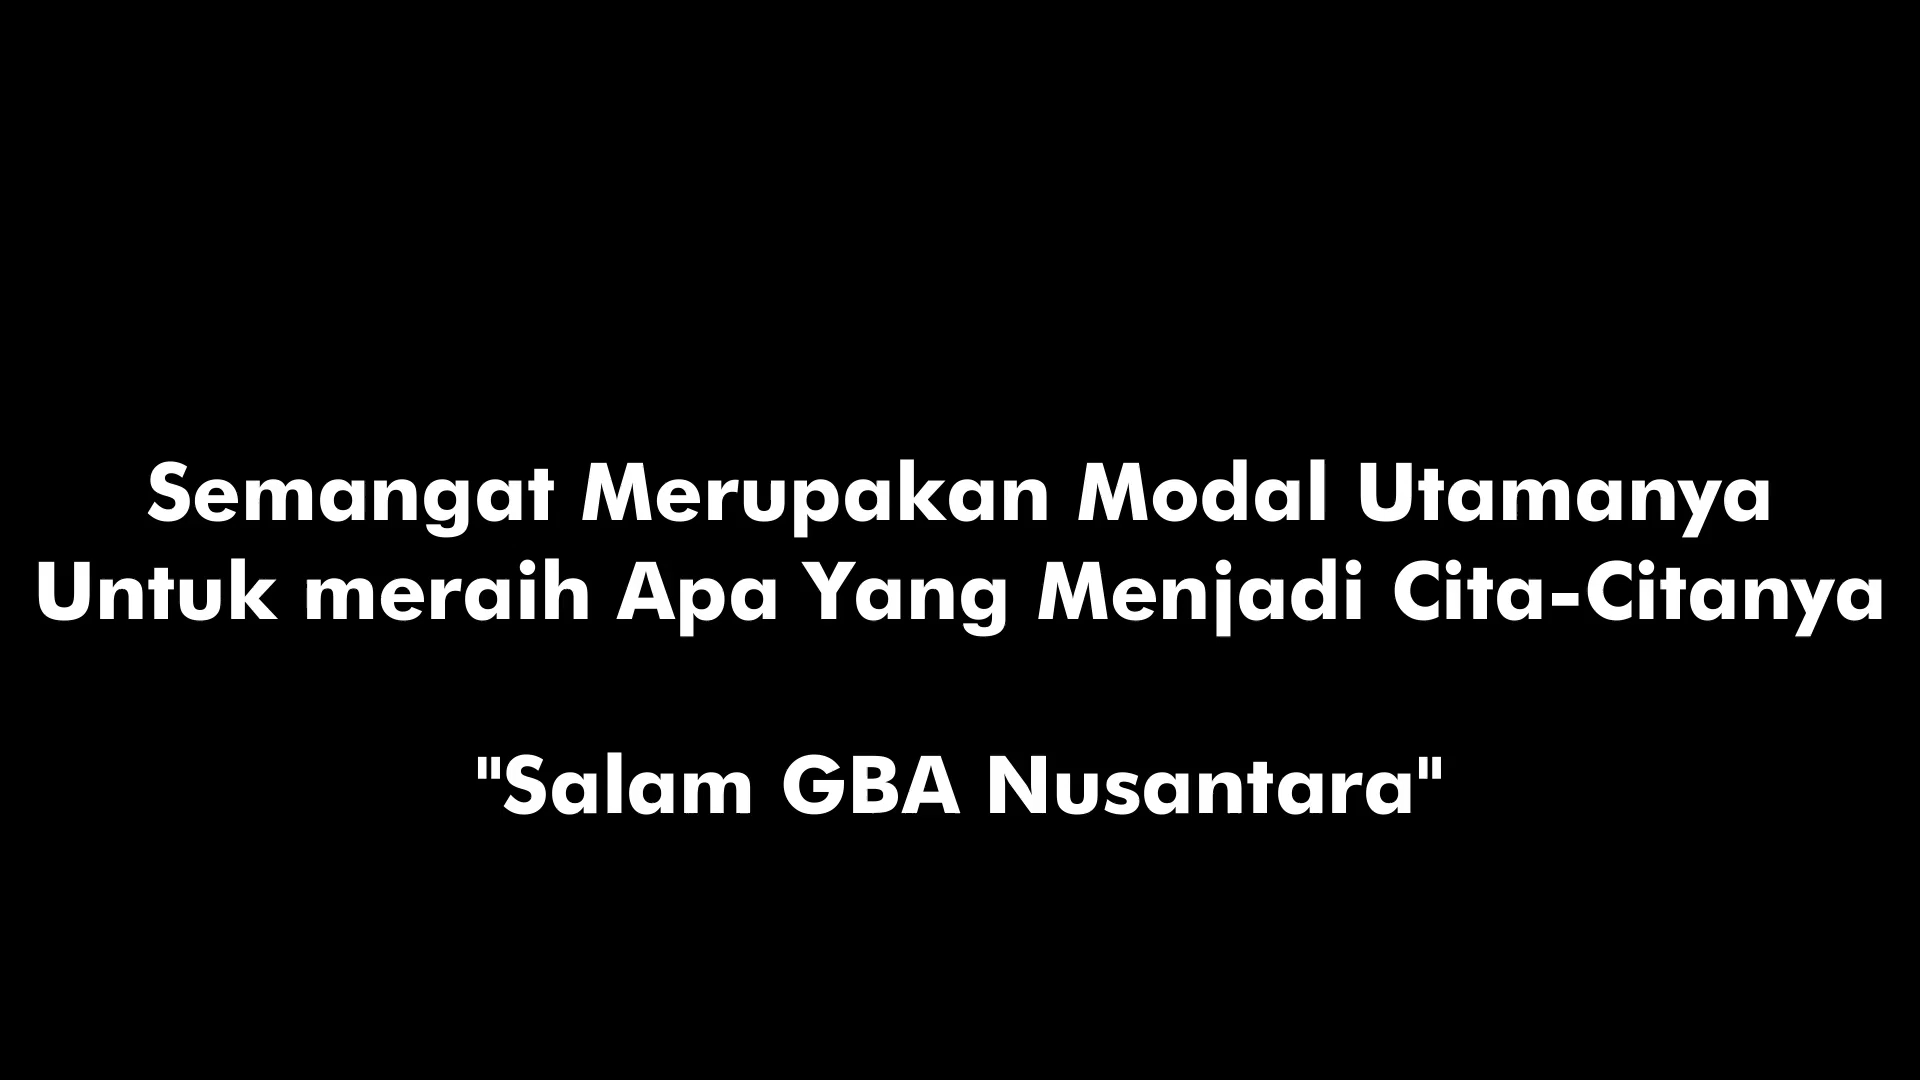 Semangat Merupakan Modal Utamanya
Untuk meraih Apa Yang Menjadi Cita-Citanya
"Salam GBA Nusantara"